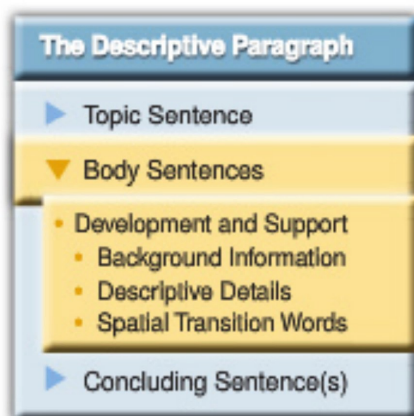 The Descriptive Paragraph
Topic Sentence
Body Sentences
• Development and Support
• Background Information
• Descriptive Details
• Spatial Transition Words
Concluding Sentence(s)